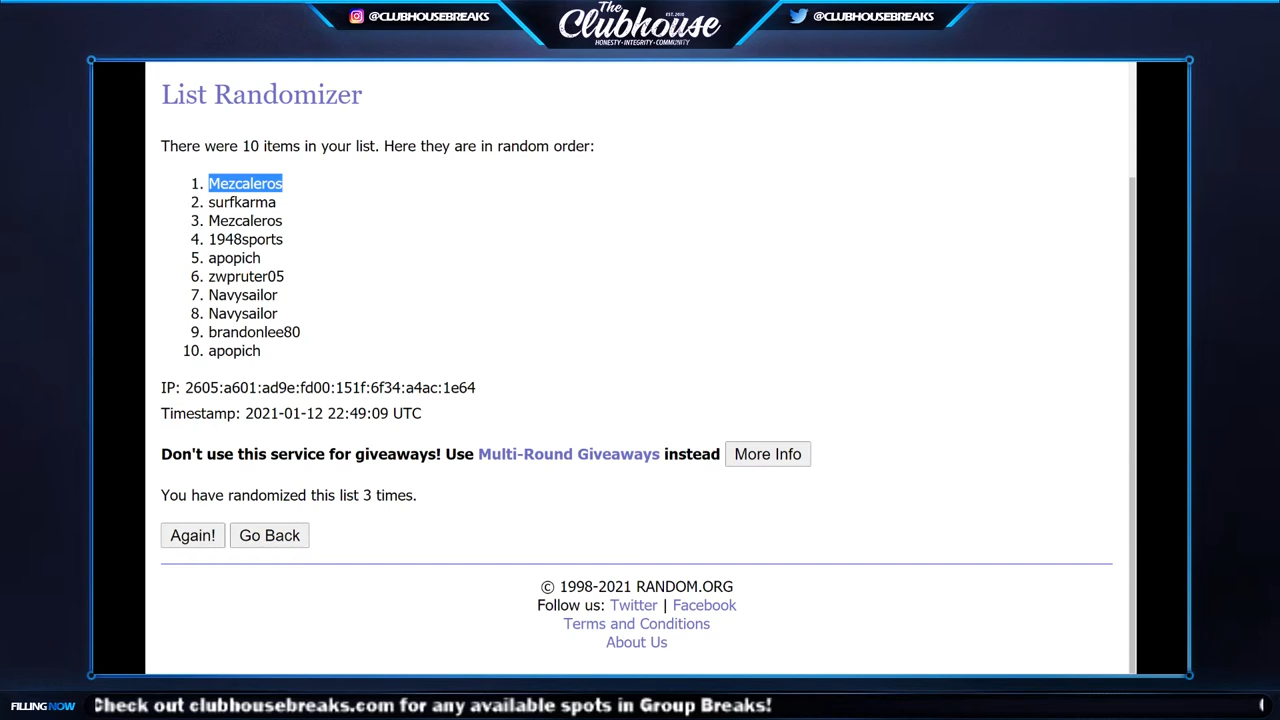 @CLUBHOUSEBREAKS
The
EST. 2010
Clubhouse
HONESTY•INTEGRITY•COMMUNITY
@CLUBHOUSEBREAKS
List Randomizer
There were 10 items in your list. Here they are in random order:
1. Mezcaleros
2. surfkarma
3. Mezcaleros
4. 1948sports
5. apopich
6. zwpruter05
7. Navysailor
8. Navysailor
9. brandonlee80
10. apopich
IP: 2605:a601:ad9e:fd00:151f:6f34:a4ac:1e64
Timestamp: 2021-01-12 22:49:09 UTC
Don't use this service for giveaways! Use Multi-Round Giveaways instead More Info
You have randomized this list 3 times.
Again! Go Back
© 1998-2021 RANDOM.ORG
Follow us: Twitter | Facebook
Terms and Conditions
About Us
FILLING NOW Check out clubhousebreaks.com for any available spots in Group Breaks!